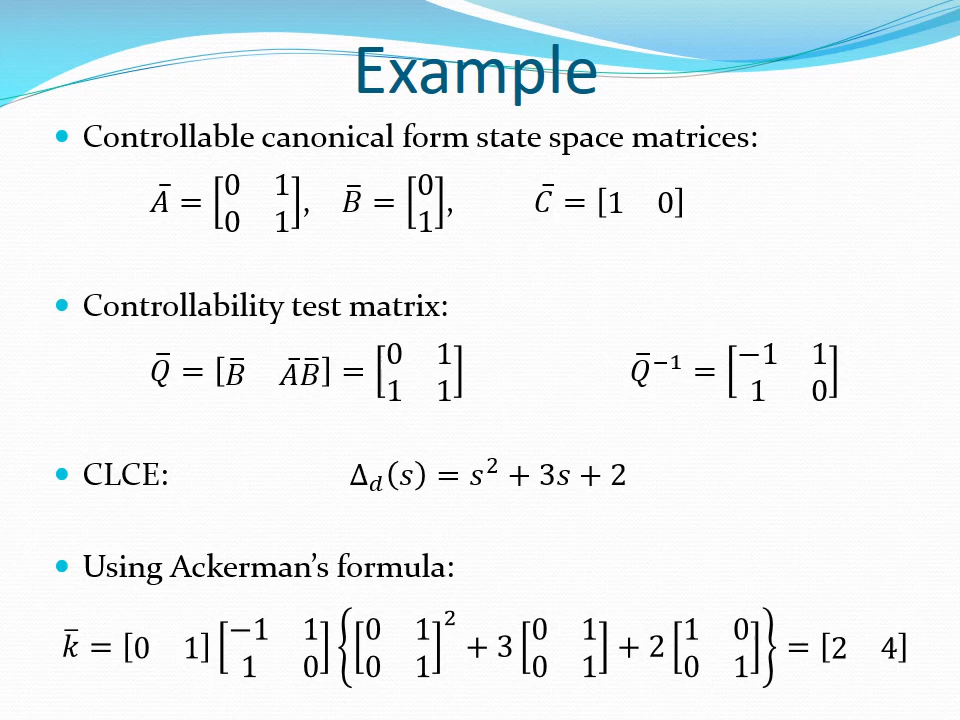 Example
• Controllable canonical form state space matrices:
Ā = [0 1; 0 1], B̄ = [0; 1], C̄ = [1 0]
• Controllability test matrix:
Q̄ = [B̄ ĀB̄] = [0 1; 1 1] Q̄⁻¹ = [−1 1; 1 0]
• CLCE: Δ_d(s) = s² + 3s + 2
• Using Ackerman’s formula:
k̄ = [0 1] [−1 1; 1 0] {[0 1; 0 1]² + 3 [0 1; 0 1] + 2 [1 0; 0 1]} = [2 4]